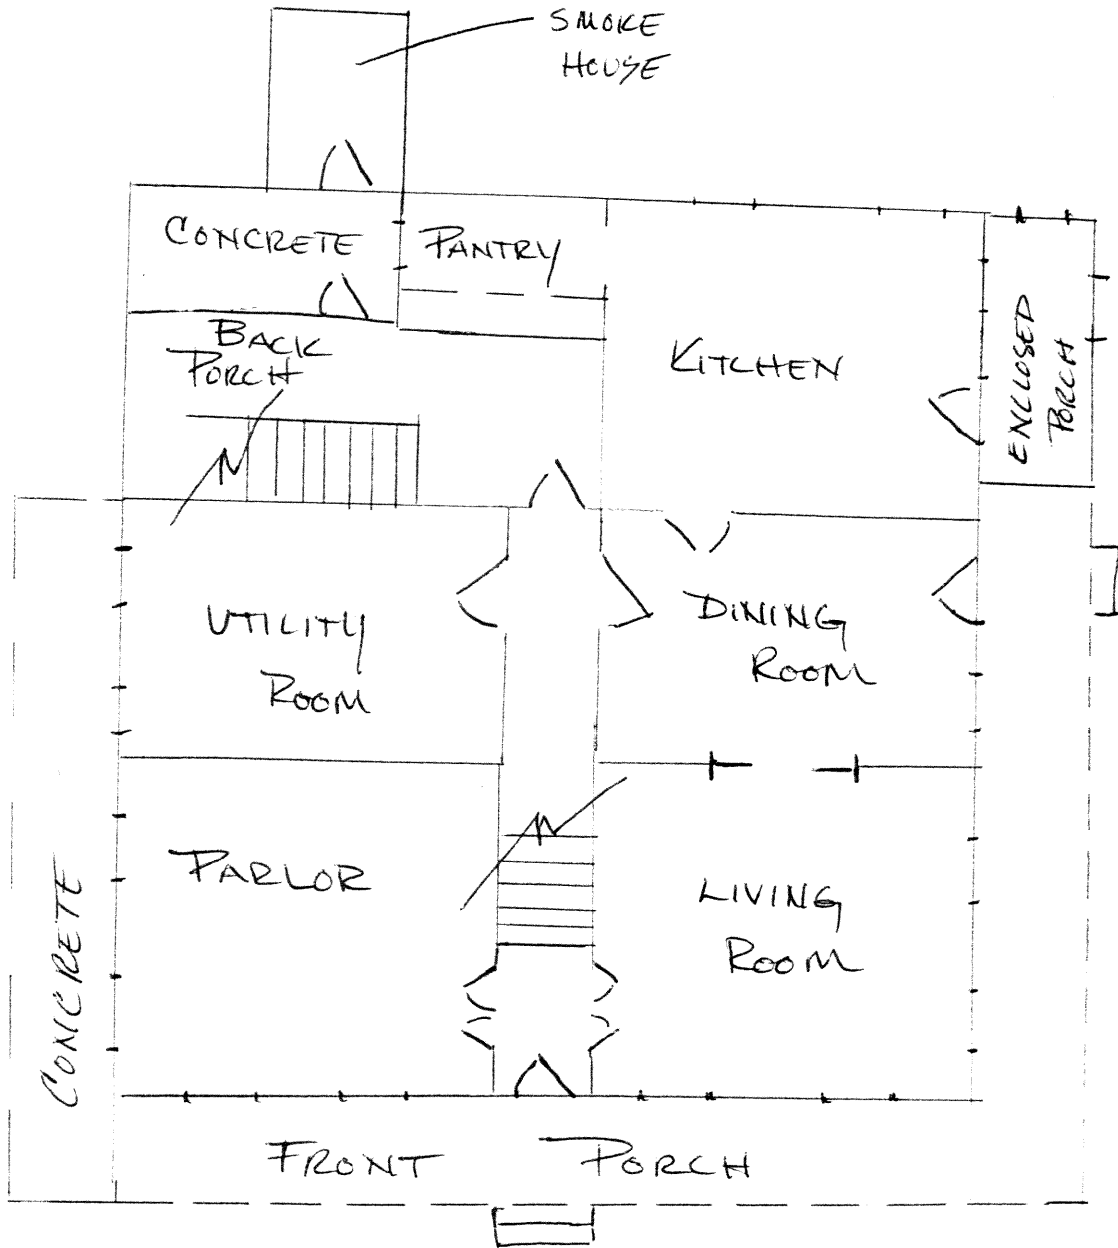 SMOKE
HOUSE
CONCRETE
PANTRY
BACK
PORCH
KITCHEN
ENCLOSED
PORCH
UTILITY
ROOM
DINING
ROOM
PARLOR
LIVING
ROOM
CONCRETE
FRONT PORCH